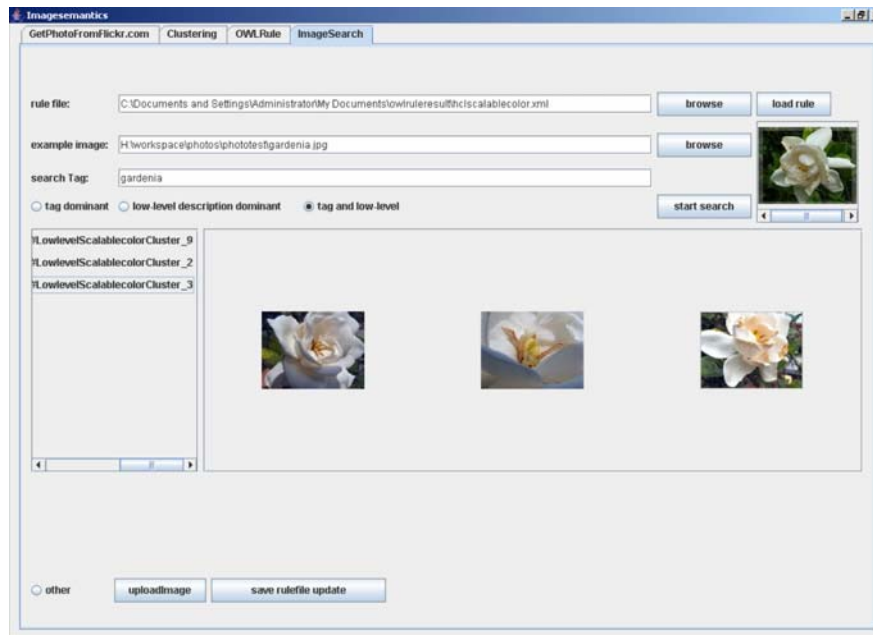 Imagesemantics
GetPhotoFromFlickr.com Clustering OWLRule ImageSearch
rule file: C:\Documents and Settings\Administrator\My Documents\owlruleresult\hclscalablecolor.xml browse load rule
example image: H:\workspace\photos\phototest\gardenia.jpg browse
search Tag: gardenia
tag dominant low-level description dominant tag and low-level start search
#LowlevelScalablecolorCluster_9
#LowlevelScalablecolorCluster_2
#LowlevelScalablecolorCluster_3
other uploadImage save rulefile update